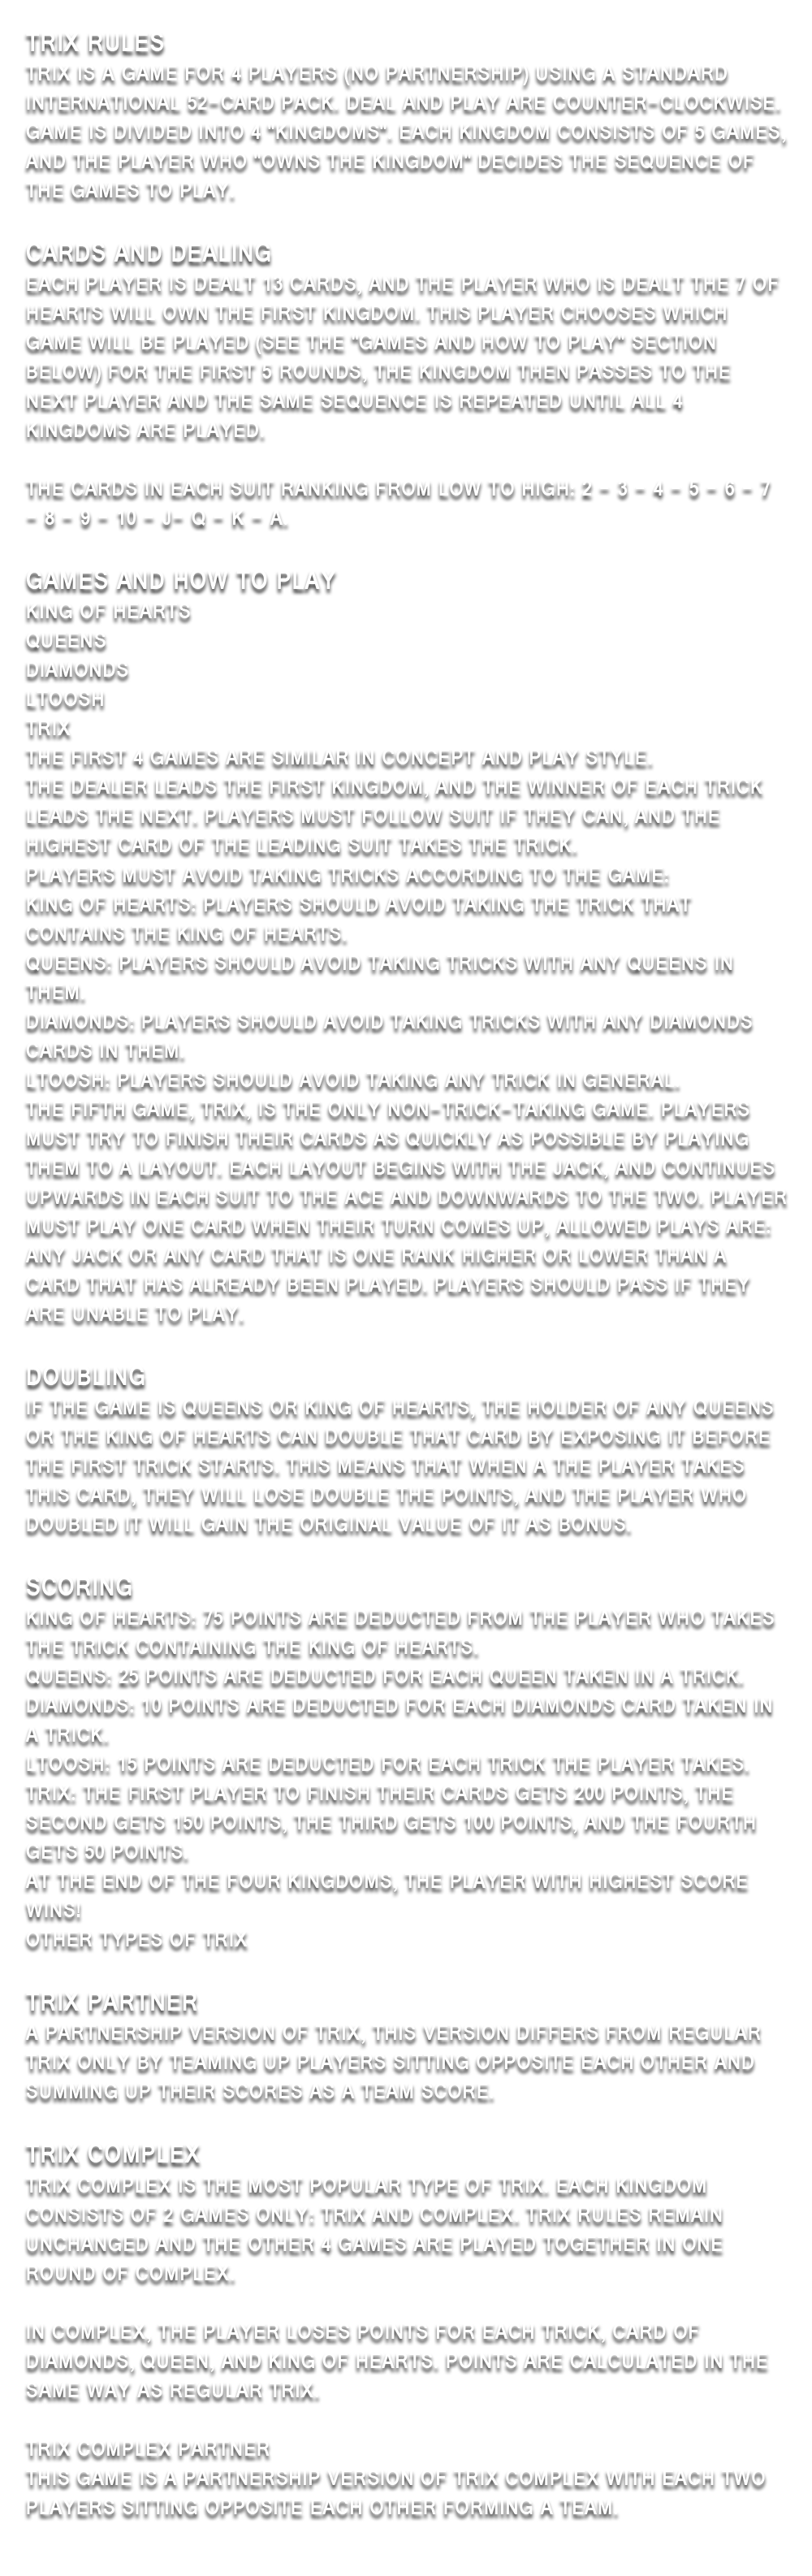 TRIX RULES
TRIX IS A GAME FOR 4 PLAYERS (NO PARTNERSHIP) USING A STANDARD
INTERNATIONAL 52-CARD PACK. DEAL AND PLAY ARE COUNTER-CLOCKWISE.
GAME IS DIVIDED INTO 4 "KINGDOMS". EACH KINGDOM CONSISTS OF 5 GAMES,
AND THE PLAYER WHO "OWNS THE KINGDOM" DECIDES THE SEQUENCE OF
THE GAMES TO PLAY.
CARDS AND DEALING
EACH PLAYER IS DEALT 13 CARDS, AND THE PLAYER WHO IS DEALT THE 7 OF
HEARTS WILL OWN THE FIRST KINGDOM. THIS PLAYER CHOOSES WHICH
GAME WILL BE PLAYED (SEE THE "GAMES AND HOW TO PLAY" SECTION
BELOW) FOR THE FIRST 5 ROUNDS, THE KINGDOM THEN PASSES TO THE
NEXT PLAYER AND THE SAME SEQUENCE IS REPEATED UNTIL ALL 4
KINGDOMS ARE PLAYED.
THE CARDS IN EACH SUIT RANKING FROM LOW TO HIGH: 2 - 3 - 4 - 5 - 6 - 7
- 8 - 9 - 10 - J- Q - K - A.
GAMES AND HOW TO PLAY
KING OF HEARTS
QUEENS
DIAMONDS
LTOOSH
TRIX
THE FIRST 4 GAMES ARE SIMILAR IN CONCEPT AND PLAY STYLE.
THE DEALER LEADS THE FIRST KINGDOM, AND THE WINNER OF EACH TRICK
LEADS THE NEXT. PLAYERS MUST FOLLOW SUIT IF THEY CAN, AND THE
HIGHEST CARD OF THE LEADING SUIT TAKES THE TRICK.
PLAYERS MUST AVOID TAKING TRICKS ACCORDING TO THE GAME:
KING OF HEARTS: PLAYERS SHOULD AVOID TAKING THE TRICK THAT
CONTAINS THE KING OF HEARTS.
QUEENS: PLAYERS SHOULD AVOID TAKING TRICKS WITH ANY QUEENS IN
THEM.
DIAMONDS: PLAYERS SHOULD AVOID TAKING TRICKS WITH ANY DIAMONDS
CARDS IN THEM.
LTOOSH: PLAYERS SHOULD AVOID TAKING ANY TRICK IN GENERAL.
THE FIFTH GAME, TRIX, IS THE ONLY NON-TRICK-TAKING GAME. PLAYERS
MUST TRY TO FINISH THEIR CARDS AS QUICKLY AS POSSIBLE BY PLAYING
THEM TO A LAYOUT. EACH LAYOUT BEGINS WITH THE JACK, AND CONTINUES
UPWARDS IN EACH SUIT TO THE ACE AND DOWNWARDS TO THE TWO. PLAYER
MUST PLAY ONE CARD WHEN THEIR TURN COMES UP, ALLOWED PLAYS ARE:
ANY JACK OR ANY CARD THAT IS ONE RANK HIGHER OR LOWER THAN A
CARD THAT HAS ALREADY BEEN PLAYED. PLAYERS SHOULD PASS IF THEY
ARE UNABLE TO PLAY.
DOUBLING
IF THE GAME IS QUEENS OR KING OF HEARTS, THE HOLDER OF ANY QUEENS
OR THE KING OF HEARTS CAN DOUBLE THAT CARD BY EXPOSING IT BEFORE
THE FIRST TRICK STARTS. THIS MEANS THAT WHEN A THE PLAYER TAKES
THIS CARD, THEY WILL LOSE DOUBLE THE POINTS, AND THE PLAYER WHO
DOUBLED IT WILL GAIN THE ORIGINAL VALUE OF IT AS BONUS.
SCORING
KING OF HEARTS: 75 POINTS ARE DEDUCTED FROM THE PLAYER WHO TAKES
THE TRICK CONTAINING THE KING OF HEARTS.
QUEENS: 25 POINTS ARE DEDUCTED FOR EACH QUEEN TAKEN IN A TRICK.
DIAMONDS: 10 POINTS ARE DEDUCTED FOR EACH DIAMONDS CARD TAKEN IN
A TRICK.
LTOOSH: 15 POINTS ARE DEDUCTED FOR EACH TRICK THE PLAYER TAKES.
TRIX: THE FIRST PLAYER TO FINISH THEIR CARDS GETS 200 POINTS, THE
SECOND GETS 150 POINTS, THE THIRD GETS 100 POINTS, AND THE FOURTH
GETS 50 POINTS.
AT THE END OF THE FOUR KINGDOMS, THE PLAYER WITH HIGHEST SCORE
WINS!
OTHER TYPES OF TRIX
TRIX PARTNER
A PARTNERSHIP VERSION OF TRIX, THIS VERSION DIFFERS FROM REGULAR
TRIX ONLY BY TEAMING UP PLAYERS SITTING OPPOSITE EACH OTHER AND
SUMMING UP THEIR SCORES AS A TEAM SCORE.
TRIX COMPLEX
TRIX COMPLEX IS THE MOST POPULAR TYPE OF TRIX. EACH KINGDOM
CONSISTS OF 2 GAMES ONLY: TRIX AND COMPLEX. TRIX RULES REMAIN
UNCHANGED AND THE OTHER 4 GAMES ARE PLAYED TOGETHER IN ONE
ROUND OF COMPLEX.
IN COMPLEX, THE PLAYER LOSES POINTS FOR EACH TRICK, CARD OF
DIAMONDS, QUEEN, AND KING OF HEARTS. POINTS ARE CALCULATED IN THE
SAME WAY AS REGULAR TRIX.
TRIX COMPLEX PARTNER
THIS GAME IS A PARTNERSHIP VERSION OF TRIX COMPLEX WITH EACH TWO
PLAYERS SITTING OPPOSITE EACH OTHER FORMING A TEAM.